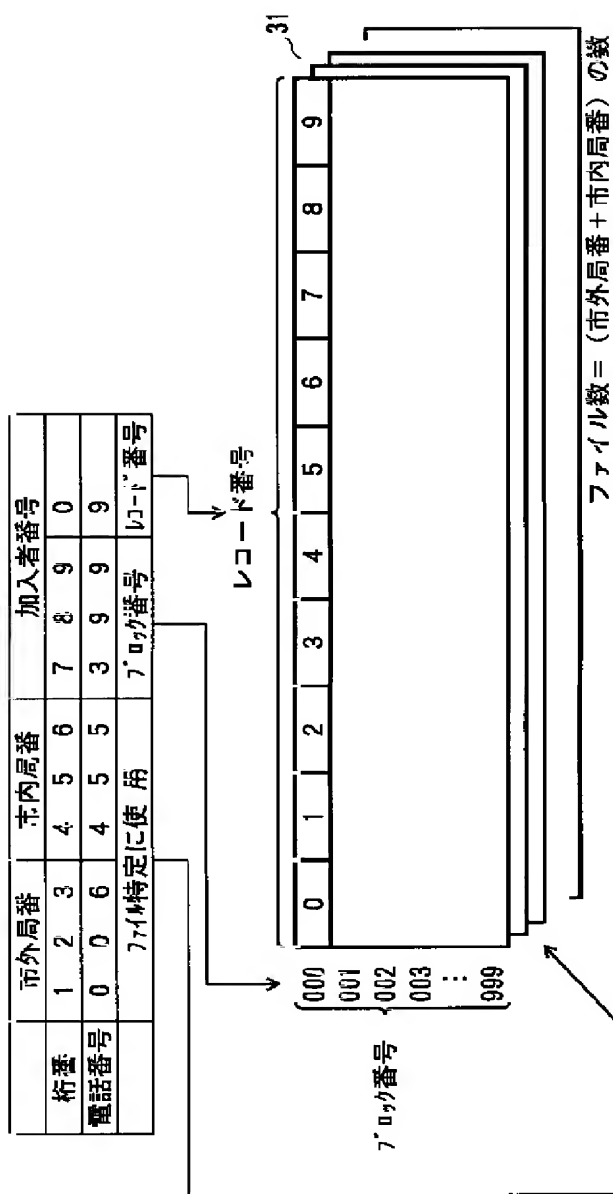 市外局番 市内局番 加入者番号
桁番 1 2 3 4 5 6 7 8 9 0
電話番号 0 0 6 4 5 5 3 9 9 9
ファイル特定に使用 ブロック番号 レコード番号
レコード番号
0 1 2 3 4 5 6 7 8 9
31
ブロック番号
000
001
002
003
⋮
999
ファイル数=(市外局番+市内局番)の数